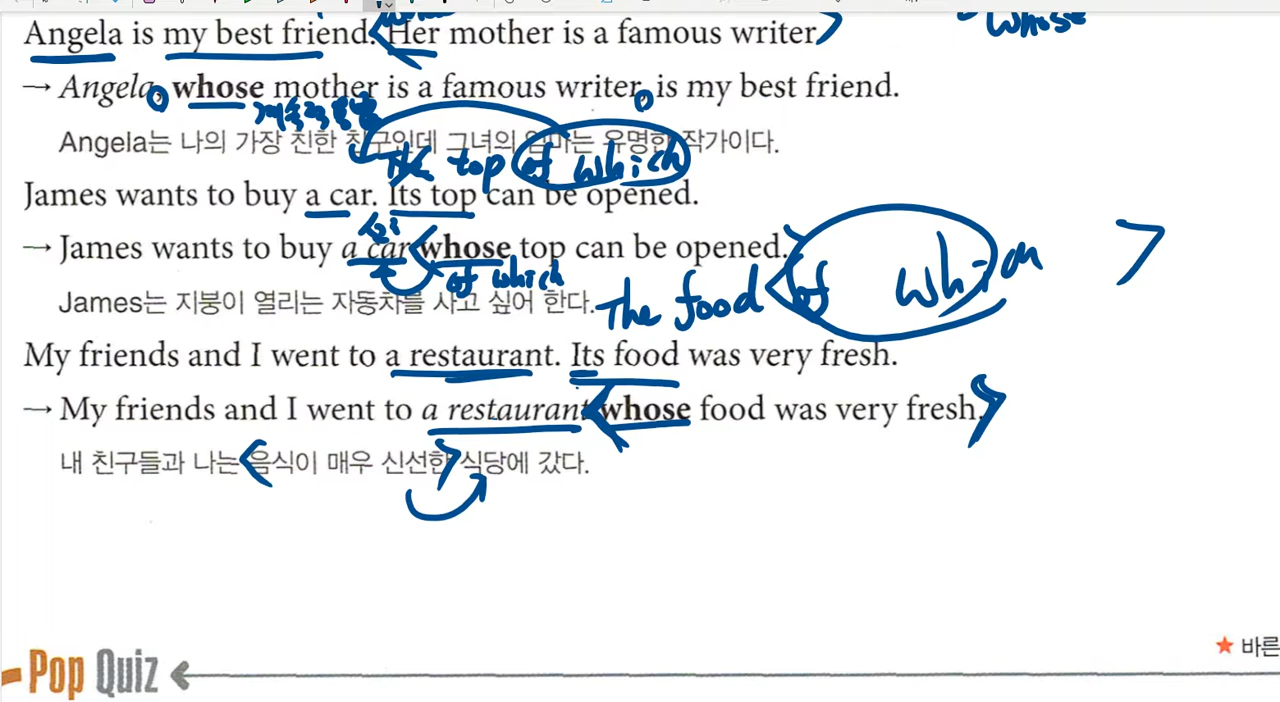 whose
Angela is my best friend. Her mother is a famous writer.
→ Angela, whose mother is a famous writer, is my best friend.
계속적 용법
Angela는 나의 가장 친한 친구인데 그녀의 엄마는 유명한 작가이다.
The top of which
James wants to buy a car. Its top can be opened.
→ James wants to buy a car whose top can be opened.
of which
James는 지붕이 열리는 자동차를 사고 싶어 한다.
The food of which
My friends and I went to a restaurant. Its food was very fresh.
→ My friends and I went to a restaurant whose food was very fresh.
내 친구들과 나는 음식이 매우 신선한 식당에 갔다.
★ 바른
Pop Quiz